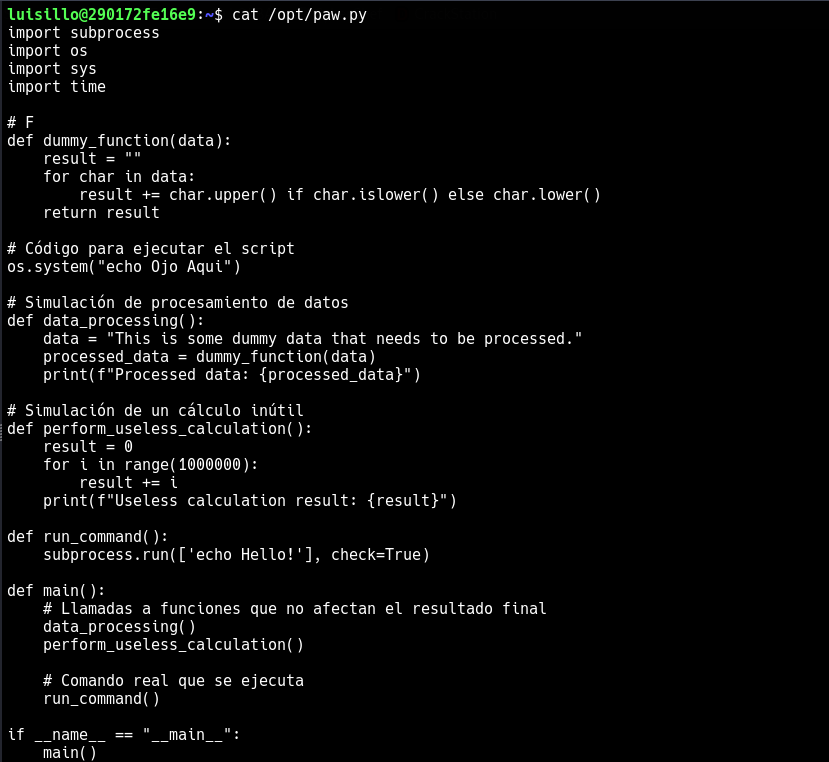 luisillo@290172fe16e9:~$ cat /opt/paw.py
import subprocess
import os
import sys
import time

# F
def dummy_function(data):
    result = ""
    for char in data:
        result += char.upper() if char.islower() else char.lower()
    return result

# Código para ejecutar el script
os.system("echo Ojo Aqui")

# Simulación de procesamiento de datos
def data_processing():
    data = "This is some dummy data that needs to be processed."
    processed_data = dummy_function(data)
    print(f"Processed data: {processed_data}")

# Simulación de un cálculo inútil
def perform_useless_calculation():
    result = 0
    for i in range(1000000):
        result += i
    print(f"Useless calculation result: {result}")

def run_command():
    subprocess.run(['echo Hello!'], check=True)

def main():
    # Llamadas a funciones que no afectan el resultado final
    data_processing()
    perform_useless_calculation()

    # Comando real que se ejecuta
    run_command()

if __name__ == "__main__":
    main()